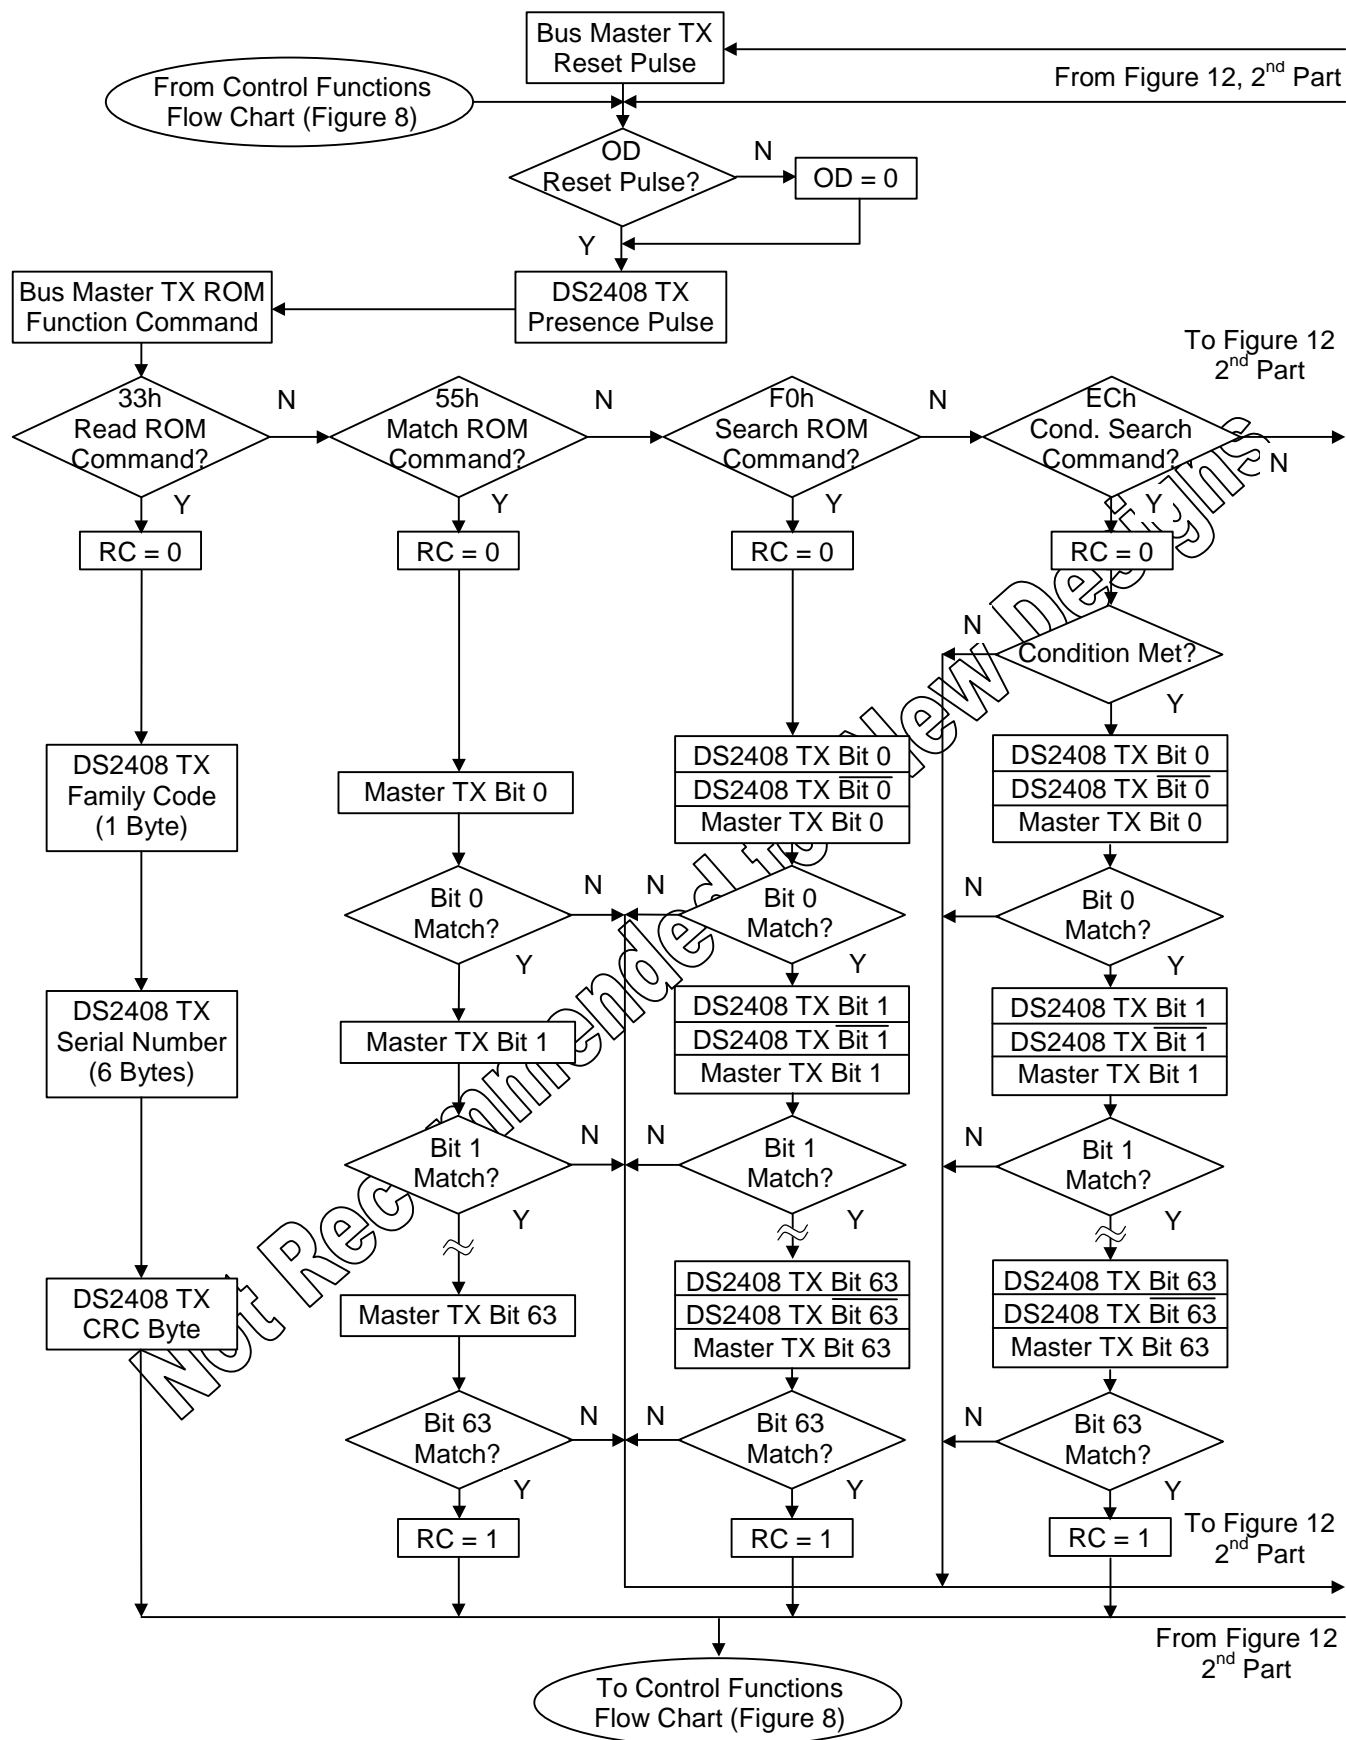 Bus Master TX
Reset Pulse
From Figure 12, 2nd Part
From Control Functions
Flow Chart (Figure 8)
OD
Reset Pulse?
N
OD = 0
Y
Bus Master TX ROM
Function Command
DS2408 TX
Presence Pulse
To Figure 12
2nd Part
33h
Read ROM
Command?
N
Y
55h
Match ROM
Command?
N
Y
F0h
Search ROM
Command?
N
Y
ECh
Cond. Search
Command?
N
Y
RC = 0
RC = 0
RC = 0
RC = 0
N
Condition Met?
Y
DS2408 TX
Family Code
(1 Byte)
Master TX Bit 0
DS2408 TX Bit 0
DS2408 TX B̅i̅t̅ ̅0̅
Master TX Bit 0
DS2408 TX Bit 0
DS2408 TX B̅i̅t̅ ̅0̅
Master TX Bit 0
Bit 0
Match?
N
Y
N
Bit 0
Match?
Y
N
Bit 0
Match?
Y
DS2408 TX
Serial Number
(6 Bytes)
Master TX Bit 1
DS2408 TX Bit 1
DS2408 TX B̅i̅t̅ ̅1̅
Master TX Bit 1
DS2408 TX Bit 1
DS2408 TX B̅i̅t̅ ̅1̅
Master TX Bit 1
Bit 1
Match?
N
Y
N
Bit 1
Match?
Y
N
Bit 1
Match?
Y
DS2408 TX
CRC Byte
Master TX Bit 63
DS2408 TX Bit 63
DS2408 TX B̅i̅t̅ ̅6̅3̅
Master TX Bit 63
DS2408 TX Bit 63
DS2408 TX B̅i̅t̅ ̅6̅3̅
Master TX Bit 63
Bit 63
Match?
N
Y
N
Bit 63
Match?
Y
N
Bit 63
Match?
Y
RC = 1
RC = 1
RC = 1
To Figure 12
2nd Part
From Figure 12
2nd Part
To Control Functions
Flow Chart (Figure 8)
Not Recommended for New Designs